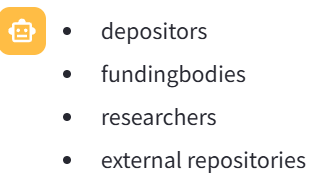 • depositors
• fundingbodies
• researchers
• external repositories